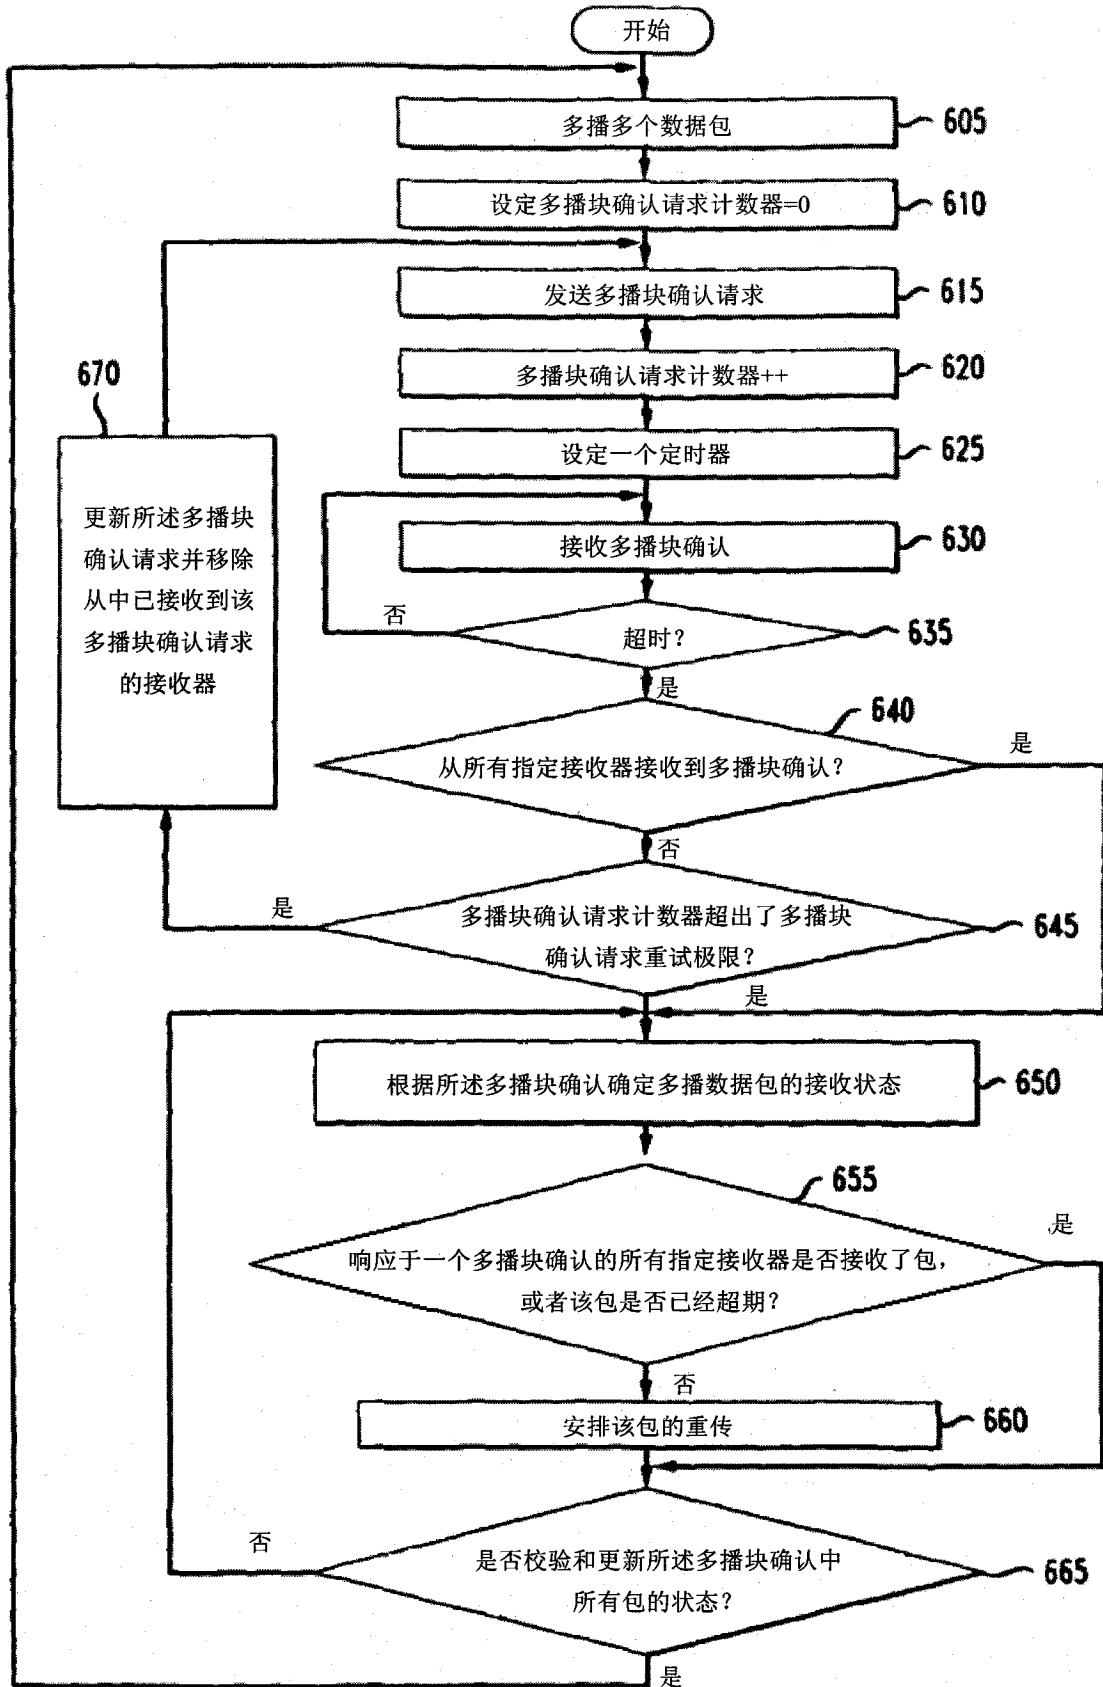 开始
多播多个数据包
605
设定多播块确认请求计数器=0
610
发送多播块确认请求
615
多播块确认请求计数器++
620
设定一个定时器
625
接收多播块确认
630
超时?
635
否
是
670
更新所述多播块
确认请求并移除
从中已接收到该
多播块确认请求
的接收器
从所有指定接收器接收到多播块确认?
640
是
否
多播块确认请求计数器超出了多播块
确认请求重试极限?
645
是
是
根据所述多播块确认确定多播数据包的接收状态
650
响应于一个多播块确认的所有指定接收器是否接收了包,
或者该包是否已经超期?
655
是
否
安排该包的重传
660
是否校验和更新所述多播块确认中
所有包的状态?
665
否
是